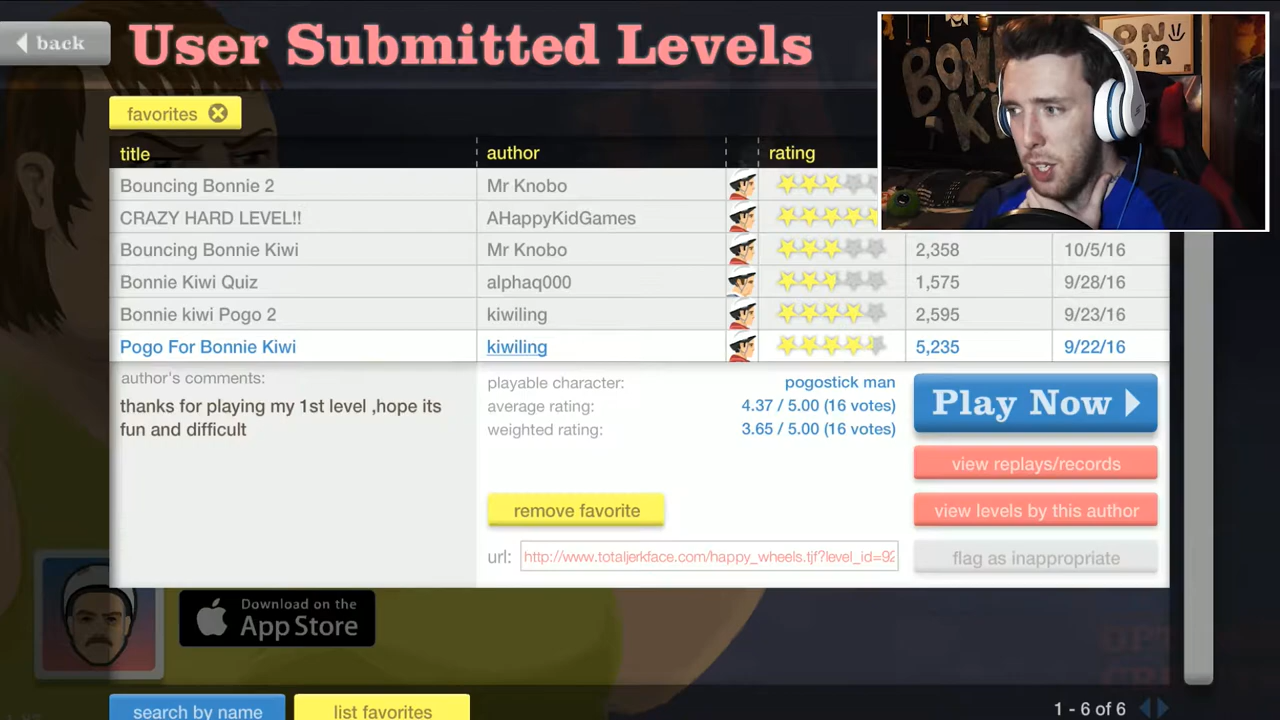 back
User Submitted Levels
ON
AIR
favorites
title author rating
Bouncing Bonnie 2 Mr Knobo
CRAZY HARD LEVEL!! AHappyKidGames
Bouncing Bonnie Kiwi Mr Knobo 2,358 10/5/16
Bonnie Kiwi Quiz alphaq000 1,575 9/28/16
Bonnie kiwi Pogo 2 kiwiling 2,595 9/23/16
Pogo For Bonnie Kiwi kiwiling 5,235 9/22/16
author's comments:
thanks for playing my 1st level ,hope its
fun and difficult
playable character: pogostick man
average rating: 4.37 / 5.00 (16 votes)
weighted rating: 3.65 / 5.00 (16 votes)
Play Now
view replays/records
remove favorite
view levels by this author
url: http://www.totaljerkface.com/happy_wheels.tjf?level_id=92
flag as inappropriate
Download on the
App Store
search by name
list favorites
1 - 6 of 6